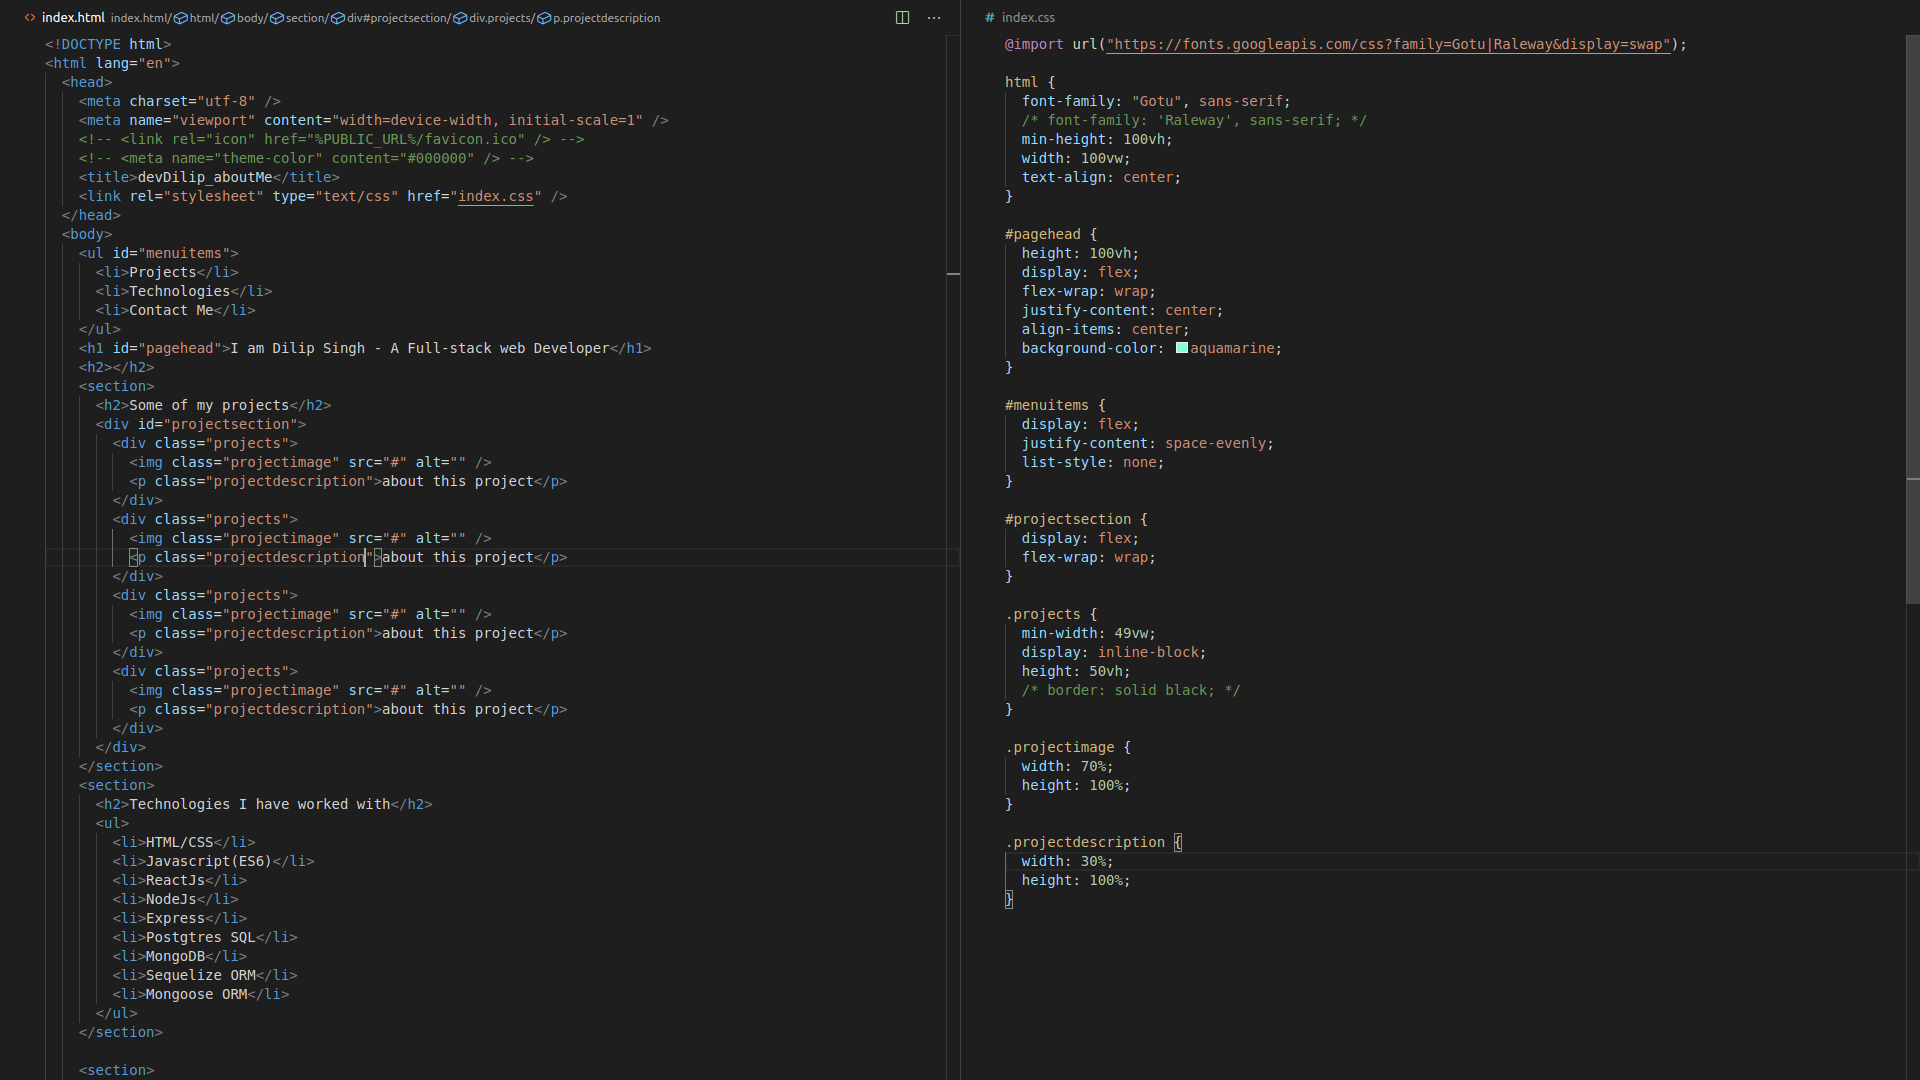 index.html index.html/html/body/section/div#projectsection/div.projects/p.projectdescription
<!DOCTYPE html>
<html lang="en">
<head>
<meta charset="utf-8" />
<meta name="viewport" content="width=device-width, initial-scale=1" />
<!-- <link rel="icon" href="%PUBLIC_URL%/favicon.ico" /> -->
<!-- <meta name="theme-color" content="#000000" /> -->
<title>devDilip_aboutMe</title>
<link rel="stylesheet" type="text/css" href="index.css" />
</head>
<body>
<ul id="menuitems">
<li>Projects</li>
<li>Technologies</li>
<li>Contact Me</li>
</ul>
<h1 id="pagehead">I am Dilip Singh - A Full-stack web Developer</h1>
<h2></h2>
<section>
<h2>Some of my projects</h2>
<div id="projectsection">
<div class="projects">
<img class="projectimage" src="#" alt="" />
<p class="projectdescription">about this project</p>
</div>
<div class="projects">
<img class="projectimage" src="#" alt="" />
<p class="projectdescription">about this project</p>
</div>
<div class="projects">
<img class="projectimage" src="#" alt="" />
<p class="projectdescription">about this project</p>
</div>
<div class="projects">
<img class="projectimage" src="#" alt="" />
<p class="projectdescription">about this project</p>
</div>
</div>
</section>
<section>
<h2>Technologies I have worked with</h2>
<ul>
<li>HTML/CSS</li>
<li>Javascript(ES6)</li>
<li>ReactJs</li>
<li>NodeJs</li>
<li>Express</li>
<li>Postgtres SQL</li>
<li>MongoDB</li>
<li>Sequelize ORM</li>
<li>Mongoose ORM</li>
</ul>
</section>
<section>
# index.css
@import url("https://fonts.googleapis.com/css?family=Gotu|Raleway&display=swap");
html {
font-family: "Gotu", sans-serif;
/* font-family: 'Raleway', sans-serif; */
min-height: 100vh;
width: 100vw;
text-align: center;
}
#pagehead {
height: 100vh;
display: flex;
flex-wrap: wrap;
justify-content: center;
align-items: center;
background-color: aquamarine;
}
#menuitems {
display: flex;
justify-content: space-evenly;
list-style: none;
}
#projectsection {
display: flex;
flex-wrap: wrap;
}
.projects {
min-width: 49vw;
display: inline-block;
height: 50vh;
/* border: solid black; */
}
.projectimage {
width: 70%;
height: 100%;
}
.projectdescription {
width: 30%;
height: 100%;
}